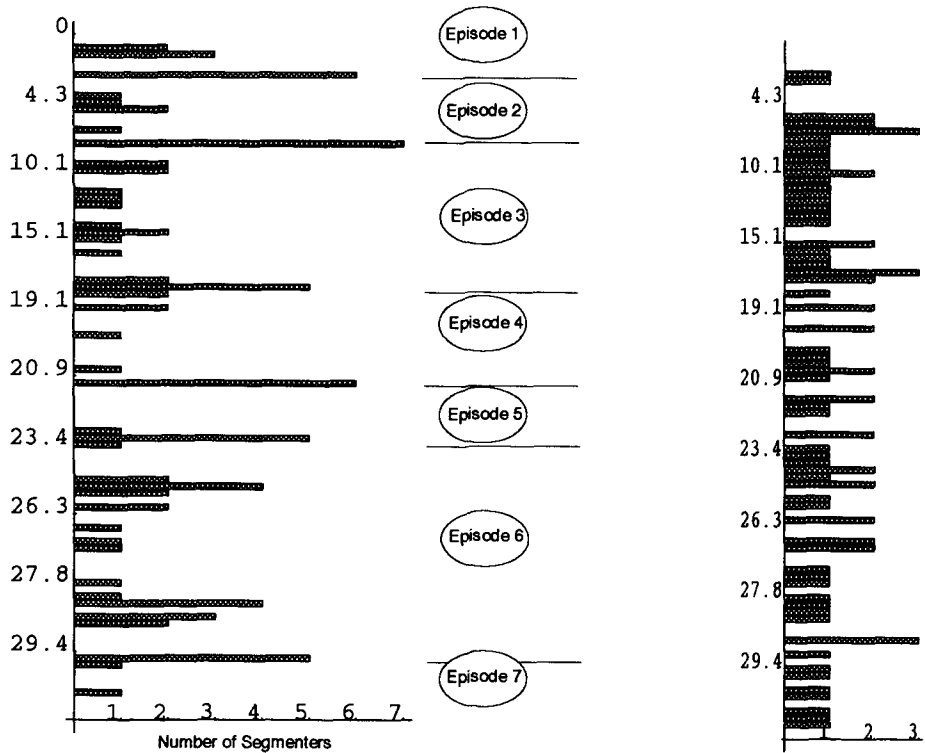 0
4.3
10.1
15.1
19.1
20.9
23.4
26.3
27.8
29.4
1. 2. 3. 4. 5. 6. 7.
Number of Segmenters
Episode 1
Episode 2
Episode 3
Episode 4
Episode 5
Episode 6
Episode 7
4.3
10.1
15.1
19.1
20.9
23.4
26.3
27.8
29.4
1 2 3